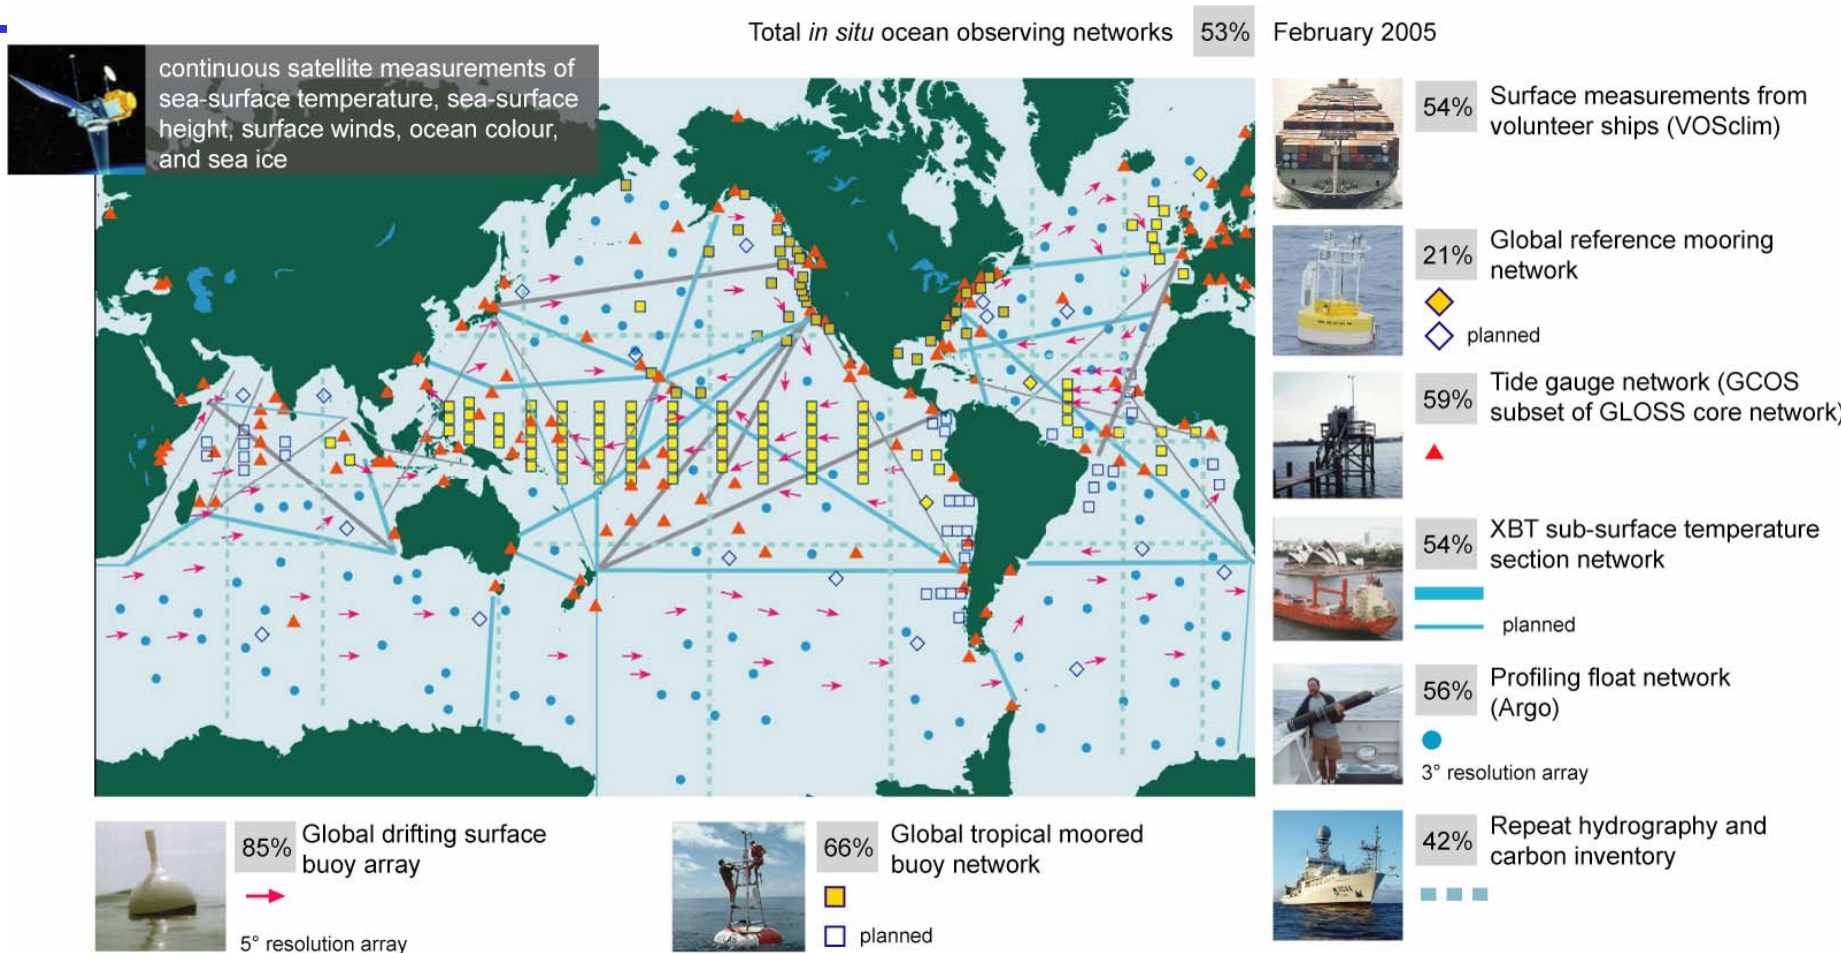 Total in situ ocean observing networks 53% February 2005
continuous satellite measurements of
sea-surface temperature, sea-surface
height, surface winds, ocean colour,
and sea ice
54% Surface measurements from
volunteer ships (VOSclim)
21% Global reference mooring
network
planned
59% Tide gauge network (GCOS
subset of GLOSS core network)
54% XBT sub-surface temperature
section network
planned
56% Profiling float network
(Argo)
3° resolution array
42% Repeat hydrography and
carbon inventory
85% Global drifting surface
buoy array
5° resolution array
66% Global tropical moored
buoy network
planned